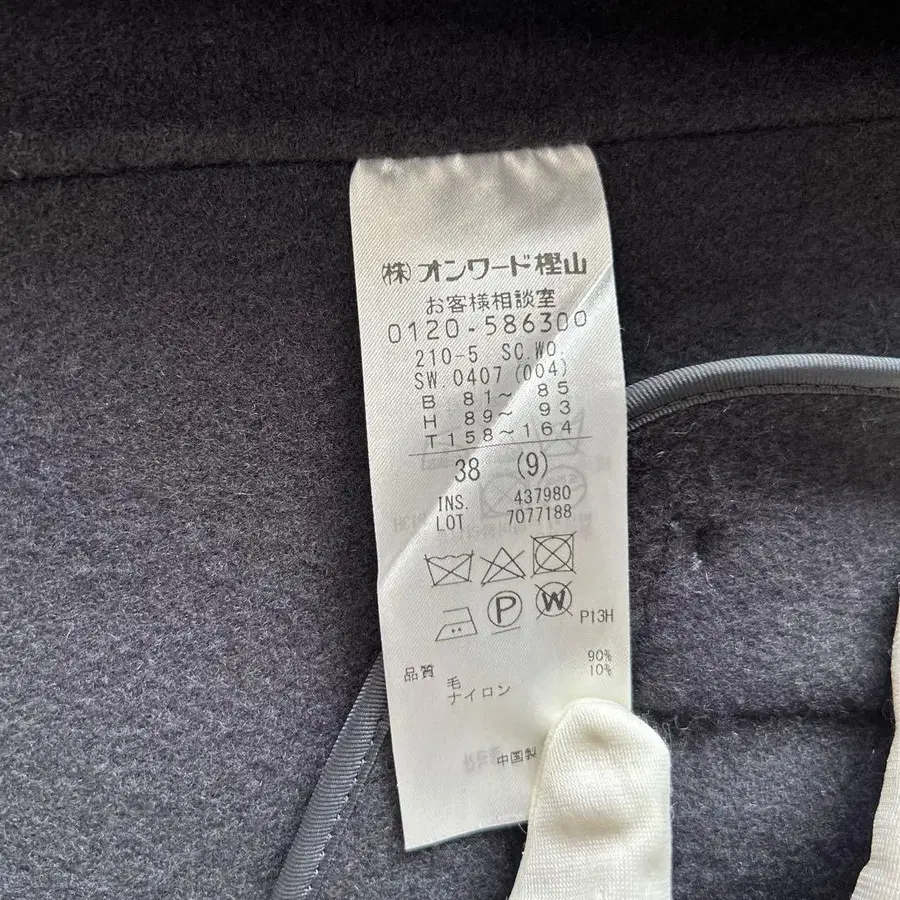 (株)オンワード樫山
お客様相談室
0120-586300
210-5 SC.WO.
SW.0407 (004)
B 81~ 85
H 89~ 93
T158~164
38 (9)
INS. 437980
LOT 7077188
P W P13H
品質 毛 90%
ナイロン 10%
中国製